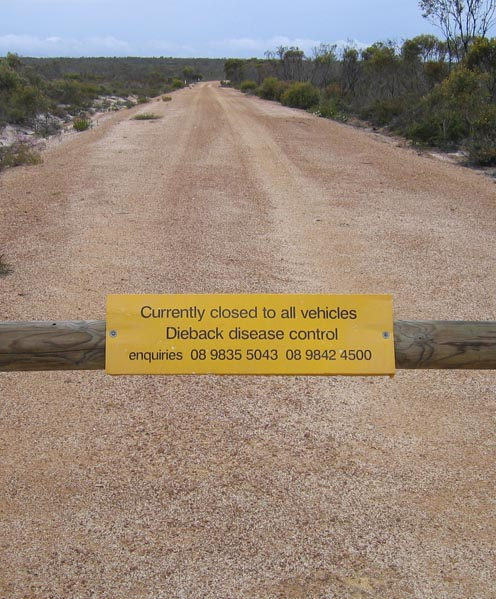 Currently closed to all vehicles
Dieback disease control
enquiries 08 9835 5043 08 9842 4500